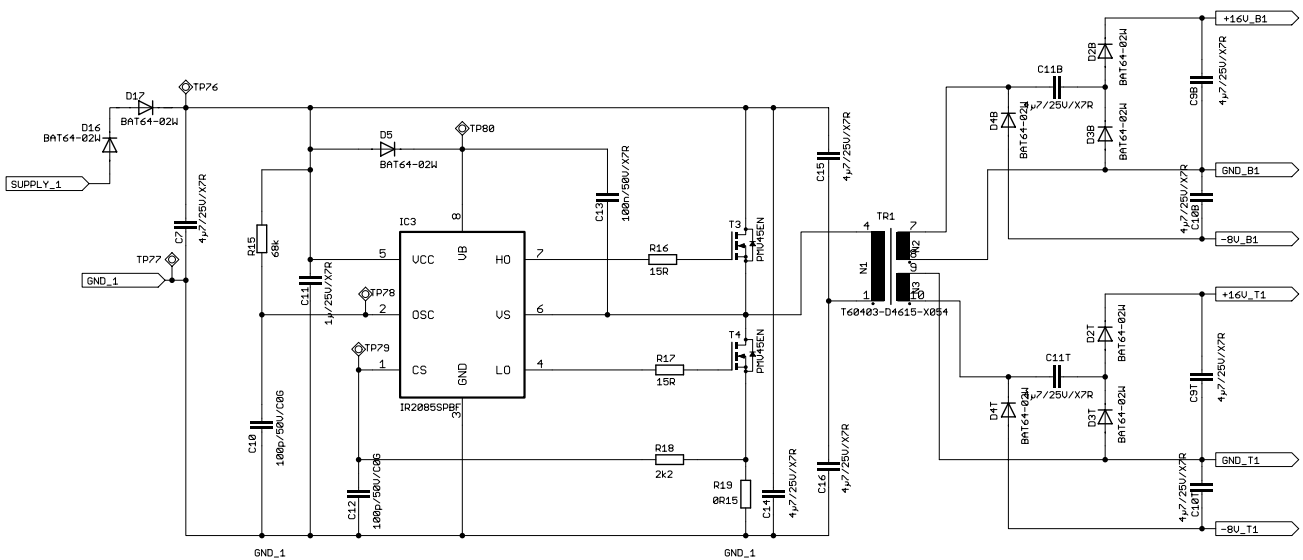 +16V_B1
D2B
BAT64-02W
C11B
4µ7/25V/X7R
C9B
4µ7/25V/X7R
D4B
BAT64-02W
D3B
BAT64-02W
GND_B1
C10B
4µ7/25V/X7R
-8V_B1
TP76
D17
BAT64-02W
D16
BAT64-02W
SUPPLY_1
C7
4µ7/25V/X7R
TP77
GND_1
D5
BAT64-02W
TP80
R15
68k
C11
1µ/25V/X7R
C13
100n/50V/X7R
C15
4µ7/25V/X7R
IC3
8
VB
5
VCC
HO
7
R16
15R
T3
PMV45EN
TP78
2
OSC
VS
6
TP79
1
CS
LO
4
R17
15R
T4
PMV45EN
GND
3
IR2085SPBF
TR1
4
1
N1
7
N2
8
9
N3
10
T60403-D4615-X054
C10
100p/50V/C0G
C12
100p/50V/C0G
R18
2k2
R19
0R15
C14
4µ7/25V/X7R
C16
4µ7/25V/X7R
GND_1
GND_1
+16V_T1
D2T
BAT64-02W
C11T
4µ7/25V/X7R
C9T
4µ7/25V/X7R
D4T
BAT64-02W
D3T
BAT64-02W
GND_T1
C10T
4µ7/25V/X7R
-8V_T1